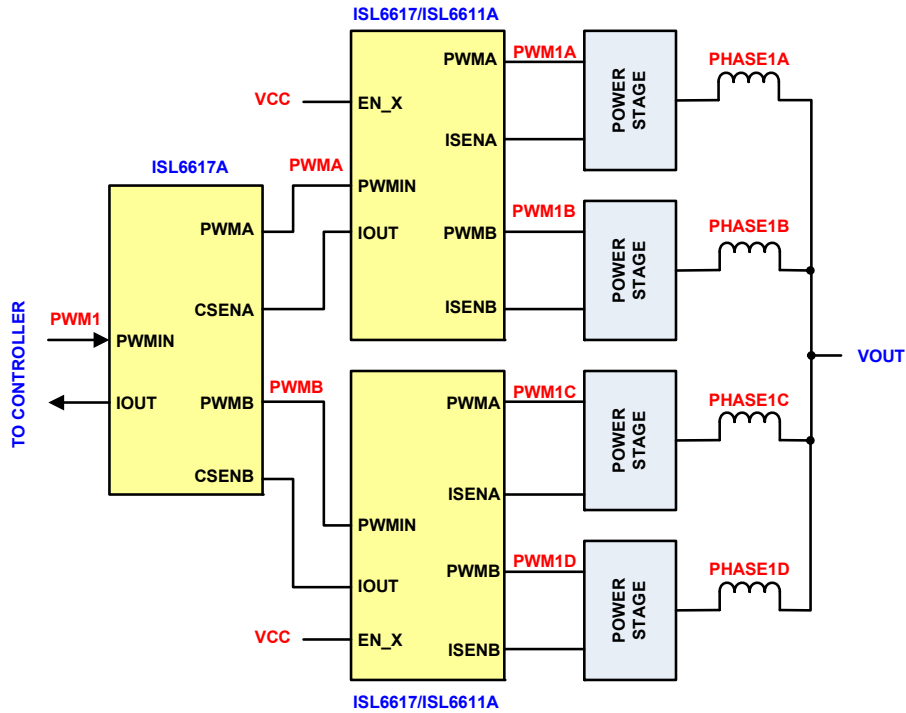 ISL6617/ISL6611A
PWMA
PWM1A
POWER
STAGE
PHASE1A
VCC
EN_X
ISENA
ISL6617A
PWMA
PWMIN
PWMA
IOUT
PWMB
PWM1B
POWER
STAGE
PHASE1B
CSENA
ISENB
TO CONTROLLER
PWM1
PWMIN
VOUT
IOUT
PWMB
PWMB
CSENB
PWMA
PWM1C
POWER
STAGE
PHASE1C
ISENA
PWMIN
PWMB
PWM1D
POWER
STAGE
PHASE1D
IOUT
VCC
EN_X
ISENB
ISL6617/ISL6611A